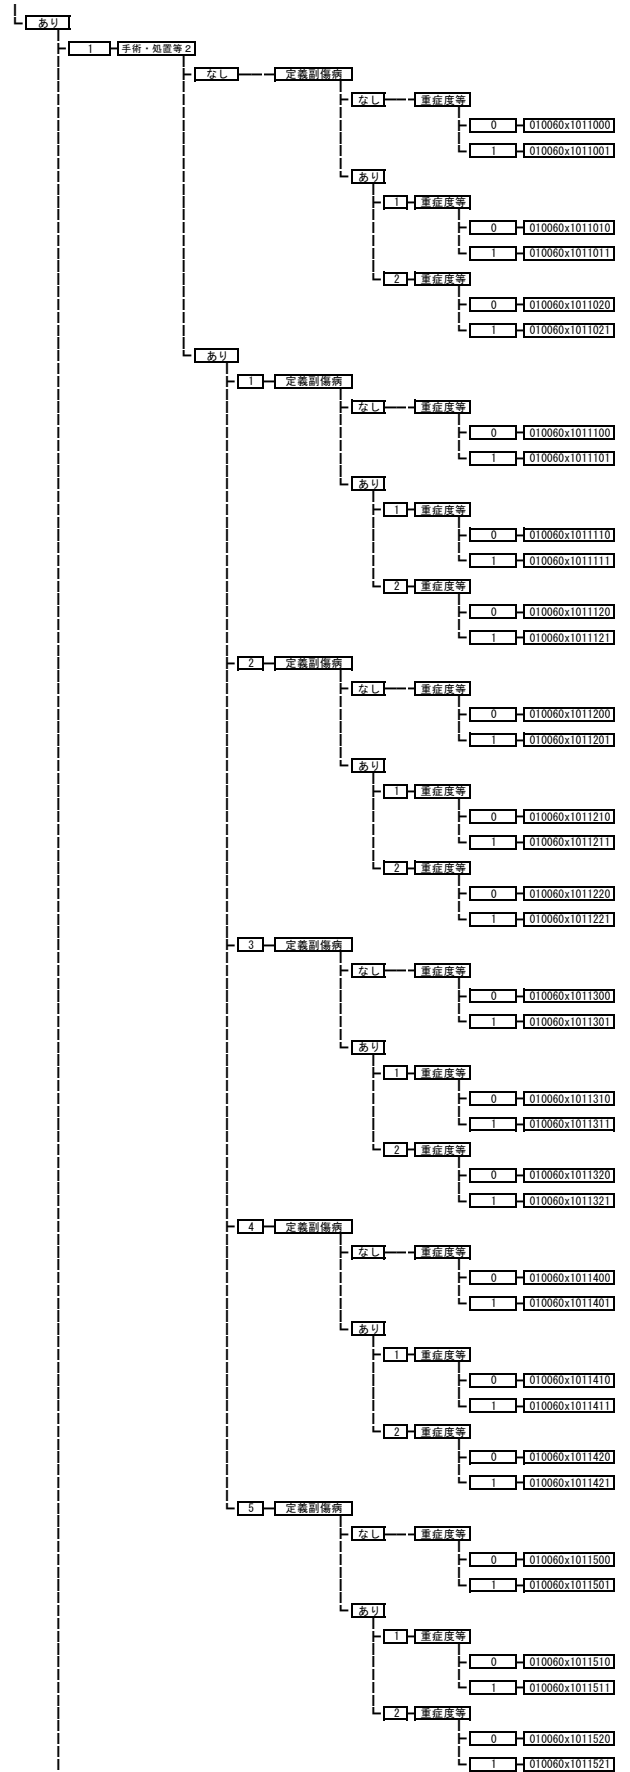 あり
1 手術・処置等2
なし 定義副傷病
なし 重症度等
0 010060x1011000
1 010060x1011001
あり
1 重症度等
0 010060x1011010
1 010060x1011011
2 重症度等
0 010060x1011020
1 010060x1011021
あり
1 定義副傷病
なし 重症度等
0 010060x1011100
1 010060x1011101
あり
1 重症度等
0 010060x1011110
1 010060x1011111
2 重症度等
0 010060x1011120
1 010060x1011121
2 定義副傷病
なし 重症度等
0 010060x1011200
1 010060x1011201
あり
1 重症度等
0 010060x1011210
1 010060x1011211
2 重症度等
0 010060x1011220
1 010060x1011221
3 定義副傷病
なし 重症度等
0 010060x1011300
1 010060x1011301
あり
1 重症度等
0 010060x1011310
1 010060x1011311
2 重症度等
0 010060x1011320
1 010060x1011321
4 定義副傷病
なし 重症度等
0 010060x1011400
1 010060x1011401
あり
1 重症度等
0 010060x1011410
1 010060x1011411
2 重症度等
0 010060x1011420
1 010060x1011421
5 定義副傷病
なし 重症度等
0 010060x1011500
1 010060x1011501
あり
1 重症度等
0 010060x1011510
1 010060x1011511
2 重症度等
0 010060x1011520
1 010060x1011521